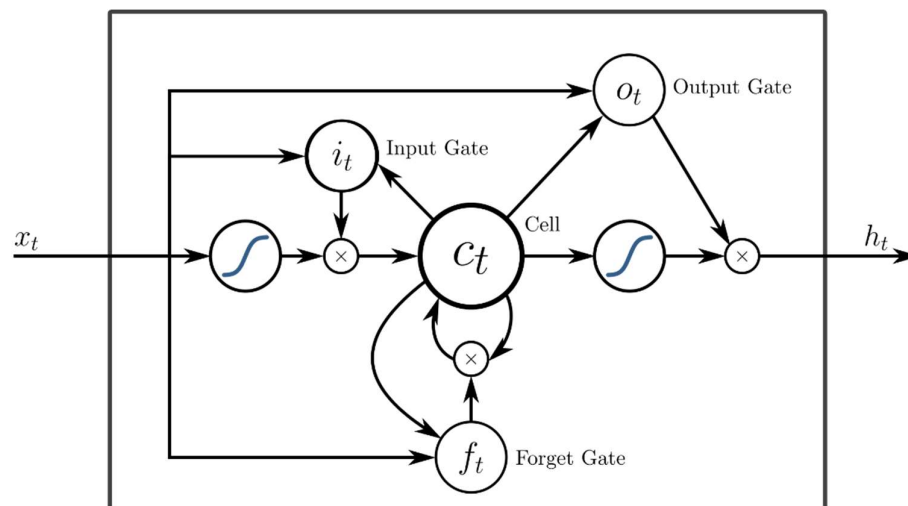 o_t Output Gate
i_t Input Gate
x_t
Cell
h_t
×
c_t
×
×
f_t Forget Gate